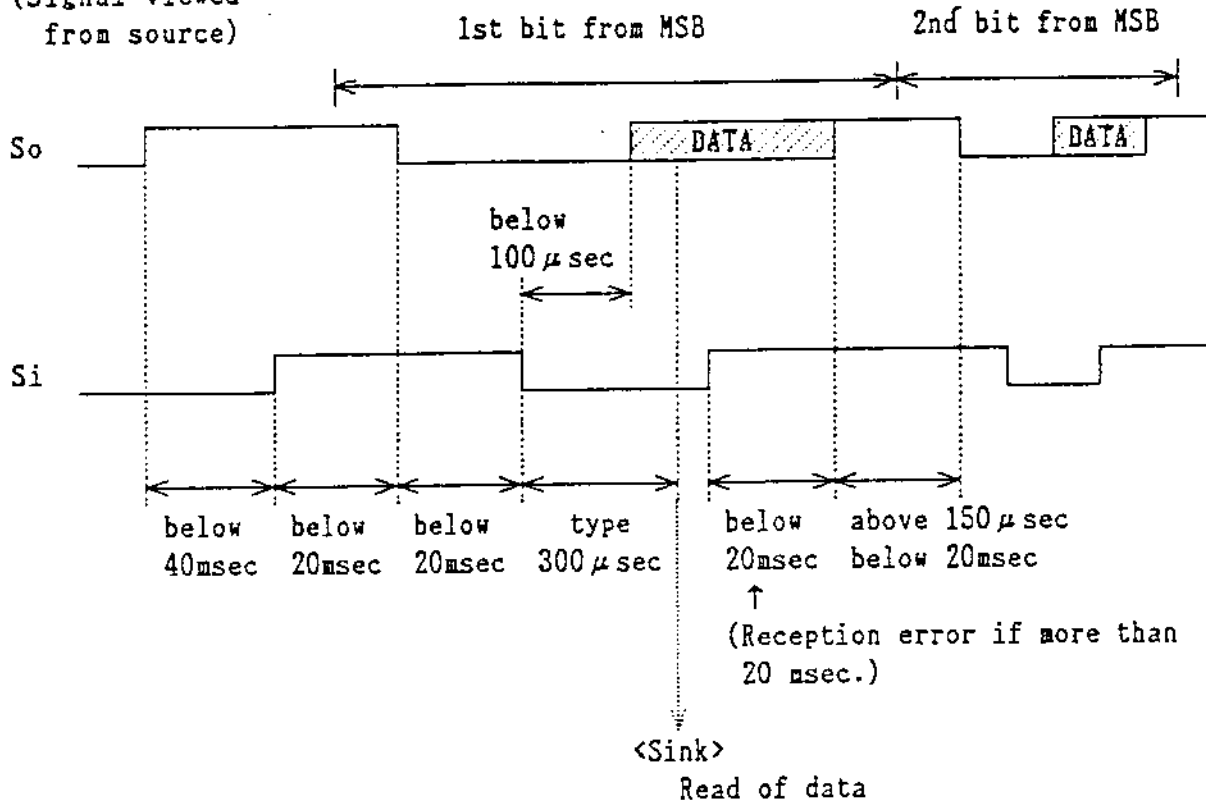 (Signal viewed
from source)
1st bit from MSB
2nd bit from MSB
So
DATA
DATA
below
100 μ sec
Si
below
40msec
below
20msec
below
20msec
type
300 μ sec
below
20msec
above 150 μ sec
below 20msec
↑
(Reception error if more than
20 msec.)
<Sink>
Read of data